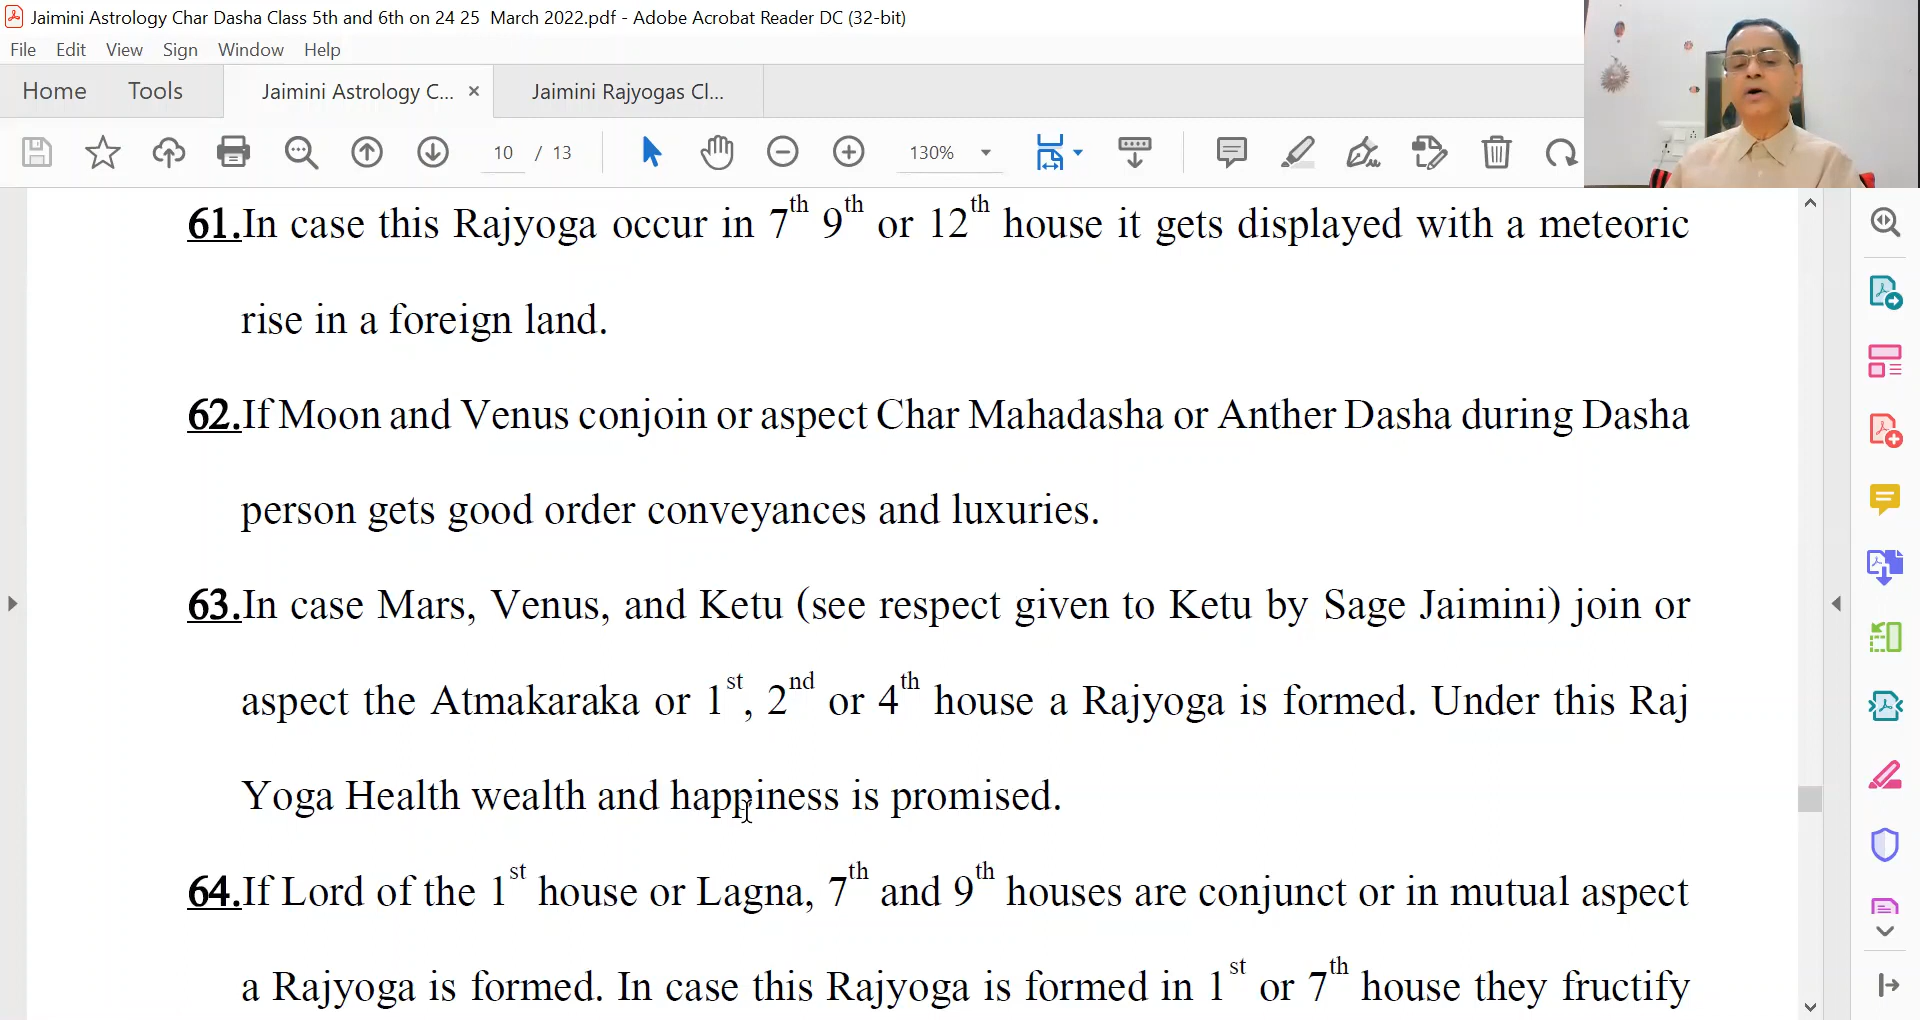 Jaimini Astrology Char Dasha Class 5th and 6th on 24 25  March 2022.pdf - Adobe Acrobat Reader DC (32-bit)
File Edit View Sign Window Help
Home Tools Jaimini Astrology C... × Jaimini Rajyogas Cl...
10 / 13 130%
61.In case this Rajyoga occur in 7th 9th or 12th house it gets displayed with a meteoric
rise in a foreign land.
62.If Moon and Venus conjoin or aspect Char Mahadasha or Anther Dasha during Dasha
person gets good order conveyances and luxuries.
63.In case Mars, Venus, and Ketu (see respect given to Ketu by Sage Jaimini) join or
aspect the Atmakaraka or 1st, 2nd or 4th house a Rajyoga is formed. Under this Raj
Yoga Health wealth and happiness is promised.
64.If Lord of the 1st house or Lagna, 7th and 9th houses are conjunct or in mutual aspect
a Rajyoga is formed. In case this Rajyoga is formed in 1st or 7th house they fructify